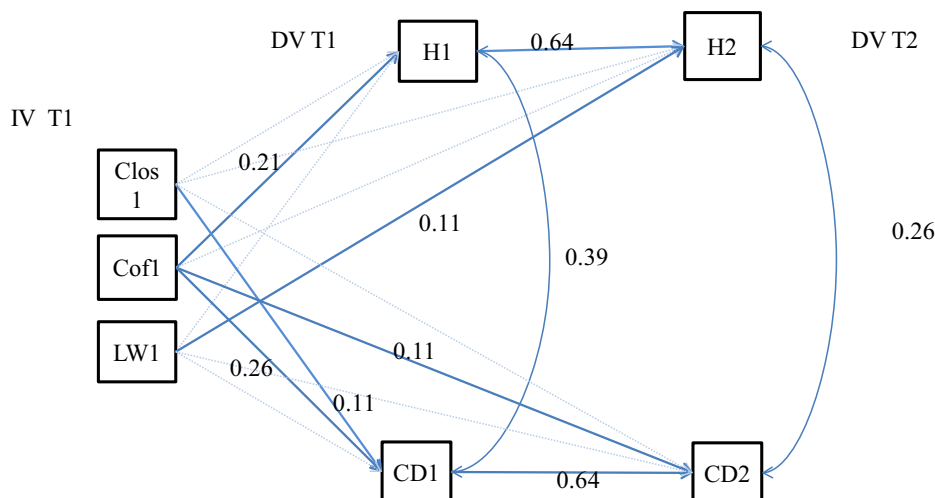 DV T1
H1
0.64
H2
DV T2
IV T1
Clos
1
0.21
Cof1
0.11
0.26
0.39
LW1
0.11
0.26
0.11
CD1
0.64
CD2